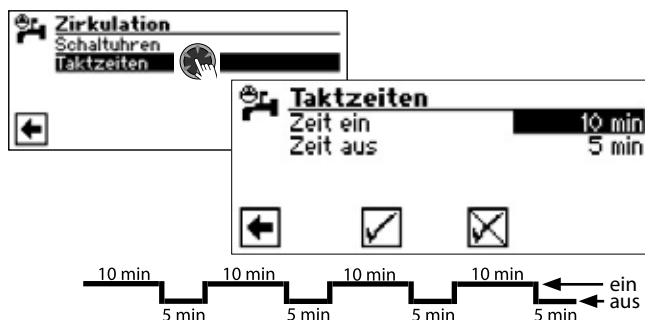 Zirkulation
Schaltuhren
Taktzeiten
Taktzeiten
Zeit ein 10 min
Zeit aus 5 min
10 min 10 min 10 min 10 min
ein
aus
5 min 5 min 5 min 5 min